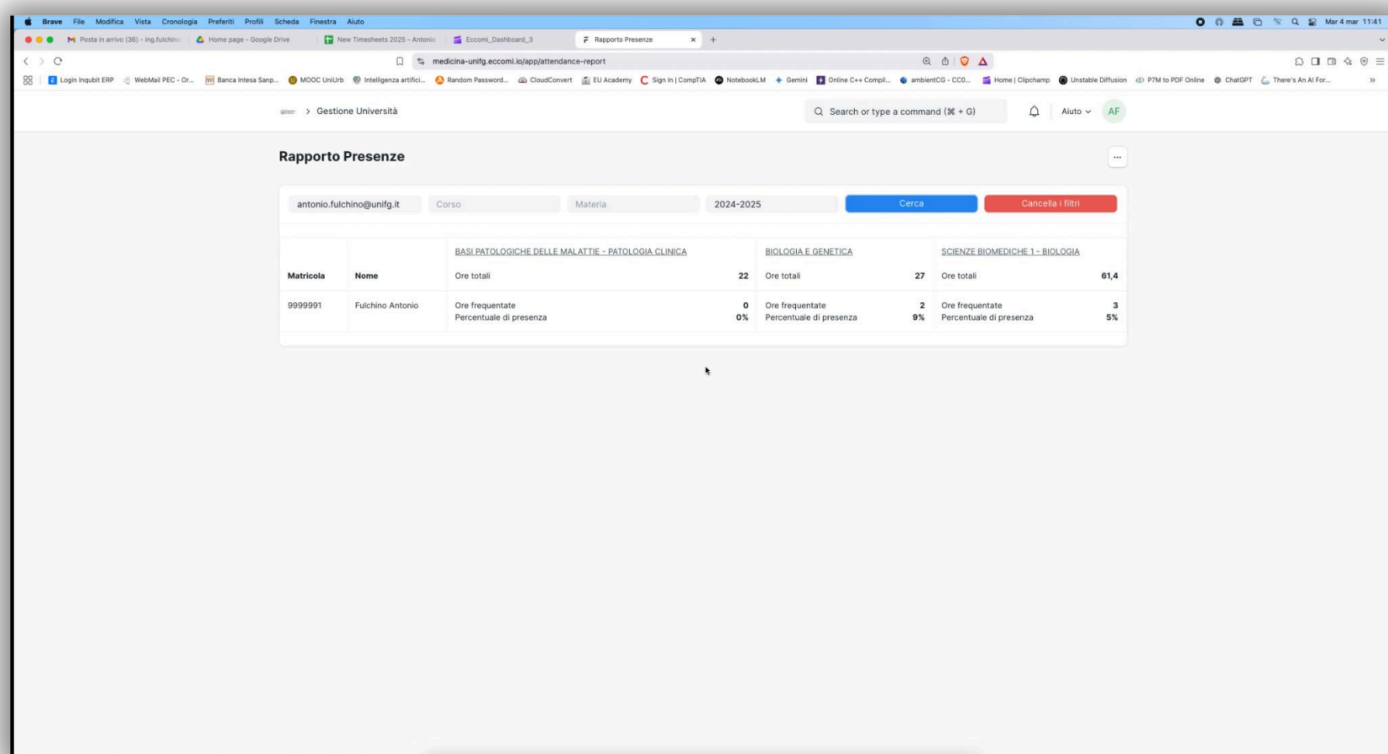 Brave File Modifica Vista Cronologia Preferiti Profili Scheda Finestra Aiuto Mar 4 mar 11:41
Posta in arrivo (36) - ing.fulchino Home page - Google Drive New Timesheets 2025 - Antonio Eccomi_Dashboard_3 Rapporto Presenze
medicina-unifg.eccomi.io/app/attendance-report
Login Inqubit ERP WebMail PEC - Or... Banca Intesa Sanp... MOOC UniUrb Intelligenza artifici... Random Password... CloudConvert EU Academy Sign In | CompTIA NotebookLM Gemini Online C++ Compil... ambientCG - CC0... Home | Clipchamp Unstable Diffusion P7M to PDF Online ChatGPT There's An AI For...
> Gestione Università Search or type a command (⌘ + G) Aiuto AF
Rapporto Presenze ...
antonio.fulchino@unifg.it Corso Materia 2024-2025 Cerca Cancella i filtri
BASI PATOLOGICHE DELLE MALATTIE - PATOLOGIA CLINICA BIOLOGIA E GENETICA SCIENZE BIOMEDICHE 1 - BIOLOGIA
Matricola Nome Ore totali 22 Ore totali 27 Ore totali 61,4
9999991 Fulchino Antonio Ore frequentate 0 Ore frequentate 2 Ore frequentate 3
Percentuale di presenza 0% Percentuale di presenza 9% Percentuale di presenza 5%